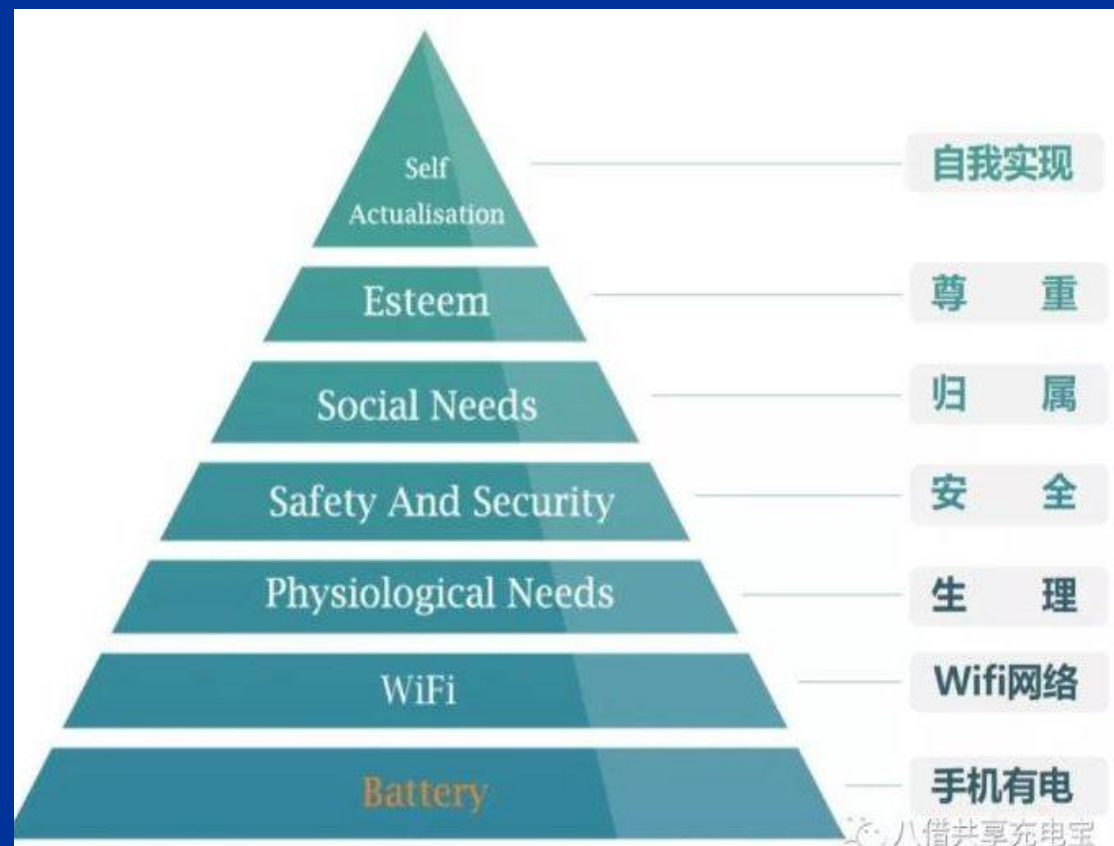 Self
Actualisation
自我实现
Esteem
尊 重
Social Needs
归 属
Safety And Security
安 全
Physiological Needs
生 理
WiFi
Wifi网络
Battery
手机有电
八借共享充电宝